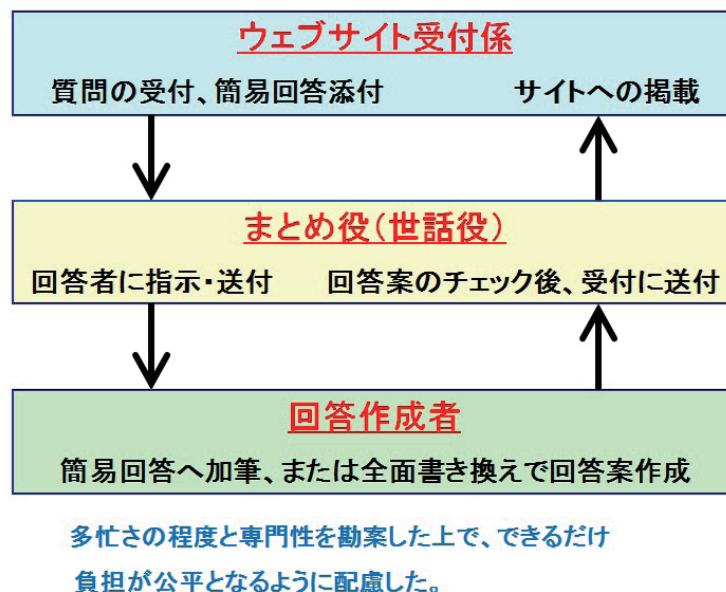 ウェブサイト受付係
質問の受付、簡易回答添付　サイトへの掲載
まとめ役(世話役)
回答者に指示・送付　回答案のチェック後、受付に送付
回答作成者
簡易回答へ加筆、または全面書き換えで回答案作成
多忙さの程度と専門性を勘案した上で、できるだけ
負担が公平となるように配慮した。